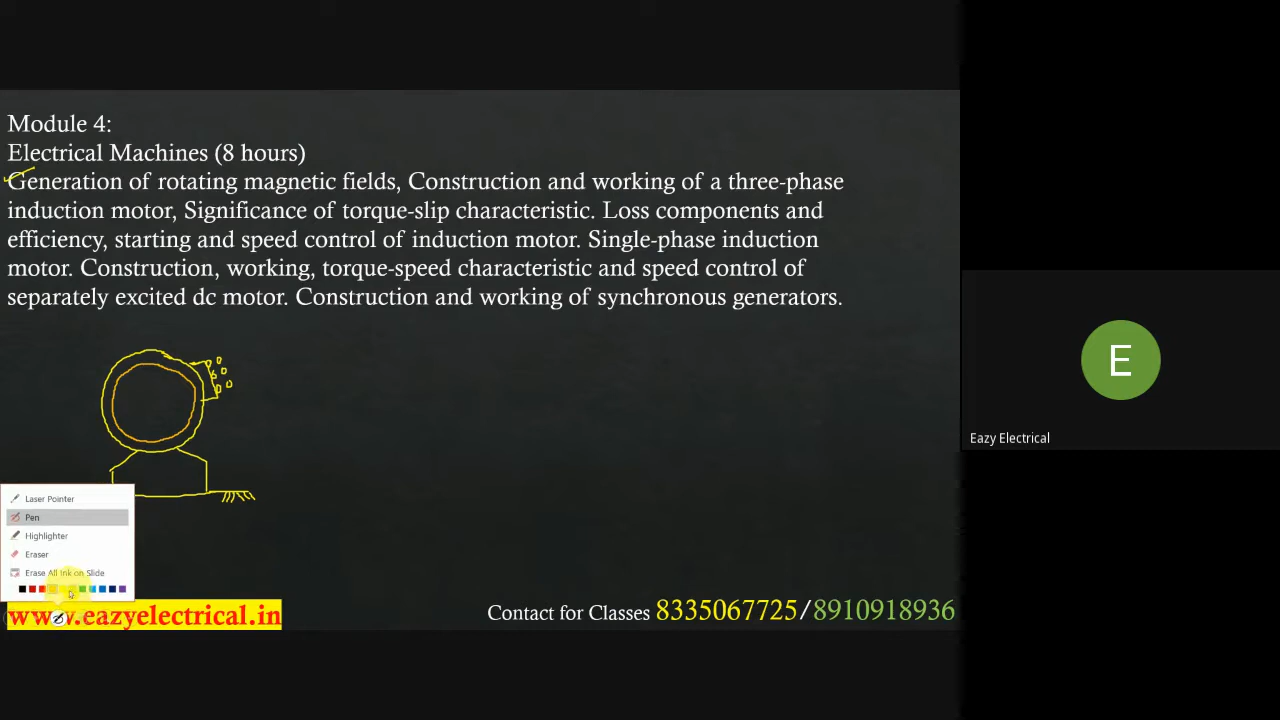 Module 4:
Electrical Machines (8 hours)
Generation of rotating magnetic fields, Construction and working of a three-phase
induction motor, Significance of torque-slip characteristic. Loss components and
efficiency, starting and speed control of induction motor. Single-phase induction
motor. Construction, working, torque-speed characteristic and speed control of
separately excited dc motor. Construction and working of synchronous generators.
E
Eazy Electrical
Laser Pointer
Pen
Highlighter
Eraser
Erase All Ink on Slide
www.eazyelectrical.in
Contact for Classes 8335067725/8910918936